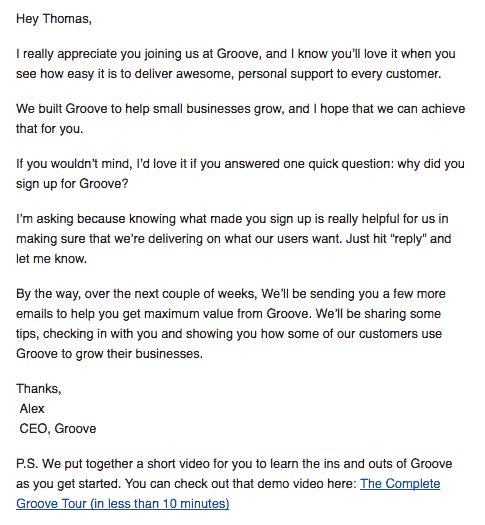 Hey Thomas,
I really appreciate you joining us at Groove, and I know you’ll love it when you
see how easy it is to deliver awesome, personal support to every customer.
We built Groove to help small businesses grow, and I hope that we can achieve
that for you.
If you wouldn’t mind, I’d love it if you answered one quick question: why did you
sign up for Groove?
I’m asking because knowing what made you sign up is really helpful for us in
making sure that we’re delivering on what our users want. Just hit “reply” and
let me know.
By the way, over the next couple of weeks, We’ll be sending you a few more
emails to help you get maximum value from Groove. We’ll be sharing some
tips, checking in with you and showing you how some of our customers use
Groove to grow their businesses.
Thanks,
Alex
CEO, Groove
P.S. We put together a short video for you to learn the ins and outs of Groove
as you get started. You can check out that demo video here: The Complete
Groove Tour (in less than 10 minutes)